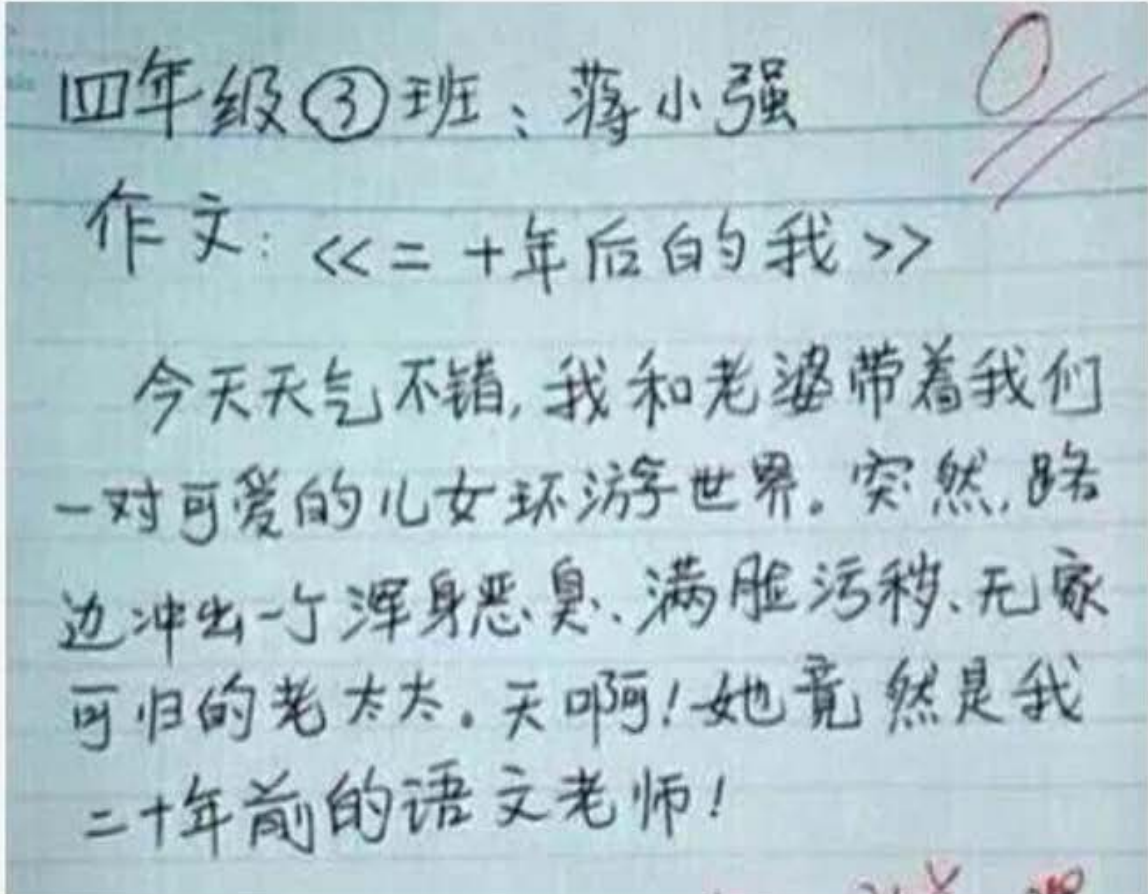 四年级③班：蒋小强
0
作文:《二十年后的我》
今天天气不错,我和老婆带着我们
一对可爱的儿女环游世界。突然,路
边冲出一个浑身恶臭、满脸污秽、无家
可归的老太太。天啊!她竟然是我
二十年前的语文老师!